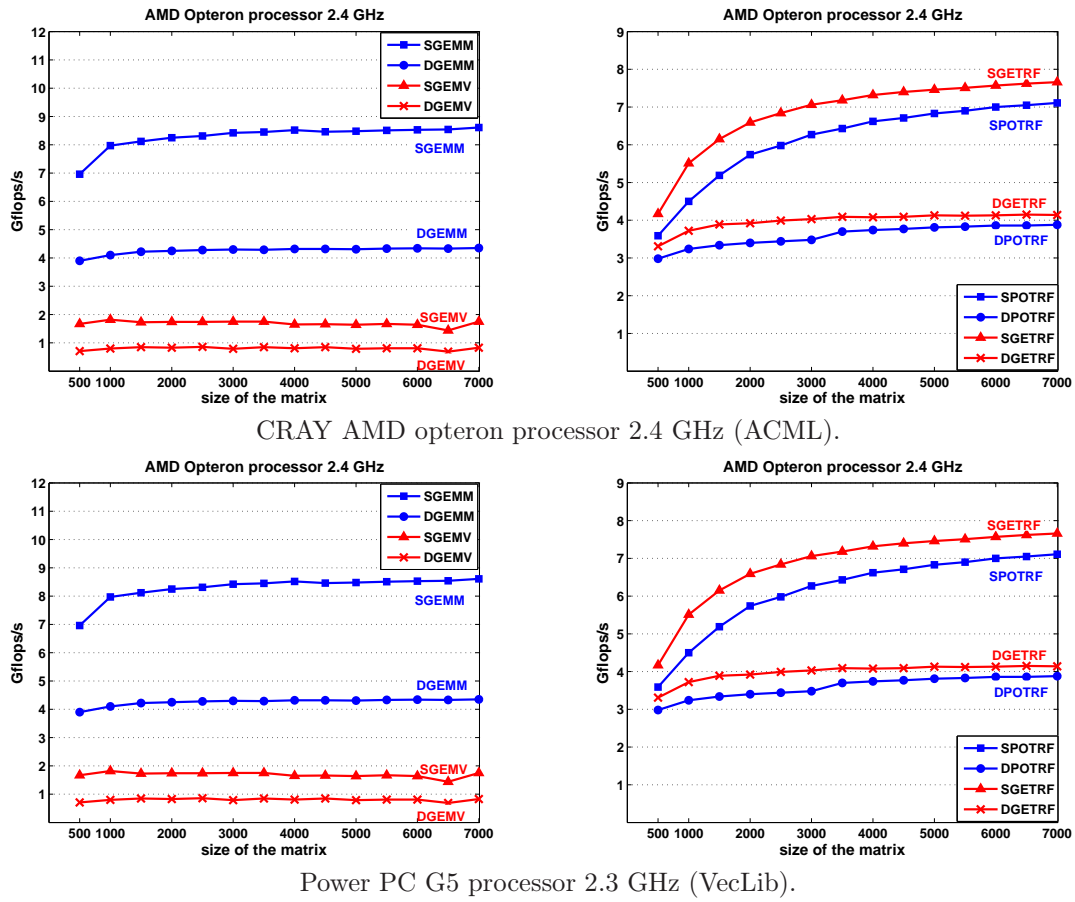 AMD Opteron processor 2.4 GHz
12
11
10
9
8
7
6
5
4
3
2
1
Gflops/s
SGEMM
DGEMM
SGEMV
DGEMV
SGEMM
DGEMM
SGEMV
DGEMV
500 1000 2000 3000 4000 5000 6000 7000
size of the matrix
AMD Opteron processor 2.4 GHz
9
8
7
6
5
4
3
2
1
SGETRF
SPOTRF
DGETRF
DPOTRF
SPOTRF
DPOTRF
SGETRF
DGETRF
500 1000 2000 3000 4000 5000 6000 7000
size of the matrix
CRAY AMD opteron processor 2.4 GHz (ACML).
AMD Opteron processor 2.4 GHz
12
11
10
9
8
7
6
5
4
3
2
1
Gflops/s
SGEMM
DGEMM
SGEMV
DGEMV
SGEMM
DGEMM
SGEMV
DGEMV
500 1000 2000 3000 4000 5000 6000 7000
size of the matrix
AMD Opteron processor 2.4 GHz
9
8
7
6
5
4
3
2
1
SGETRF
SPOTRF
DGETRF
DPOTRF
SPOTRF
DPOTRF
SGETRF
DGETRF
500 1000 2000 3000 4000 5000 6000 7000
size of the matrix
Power PC G5 processor 2.3 GHz (VecLib).